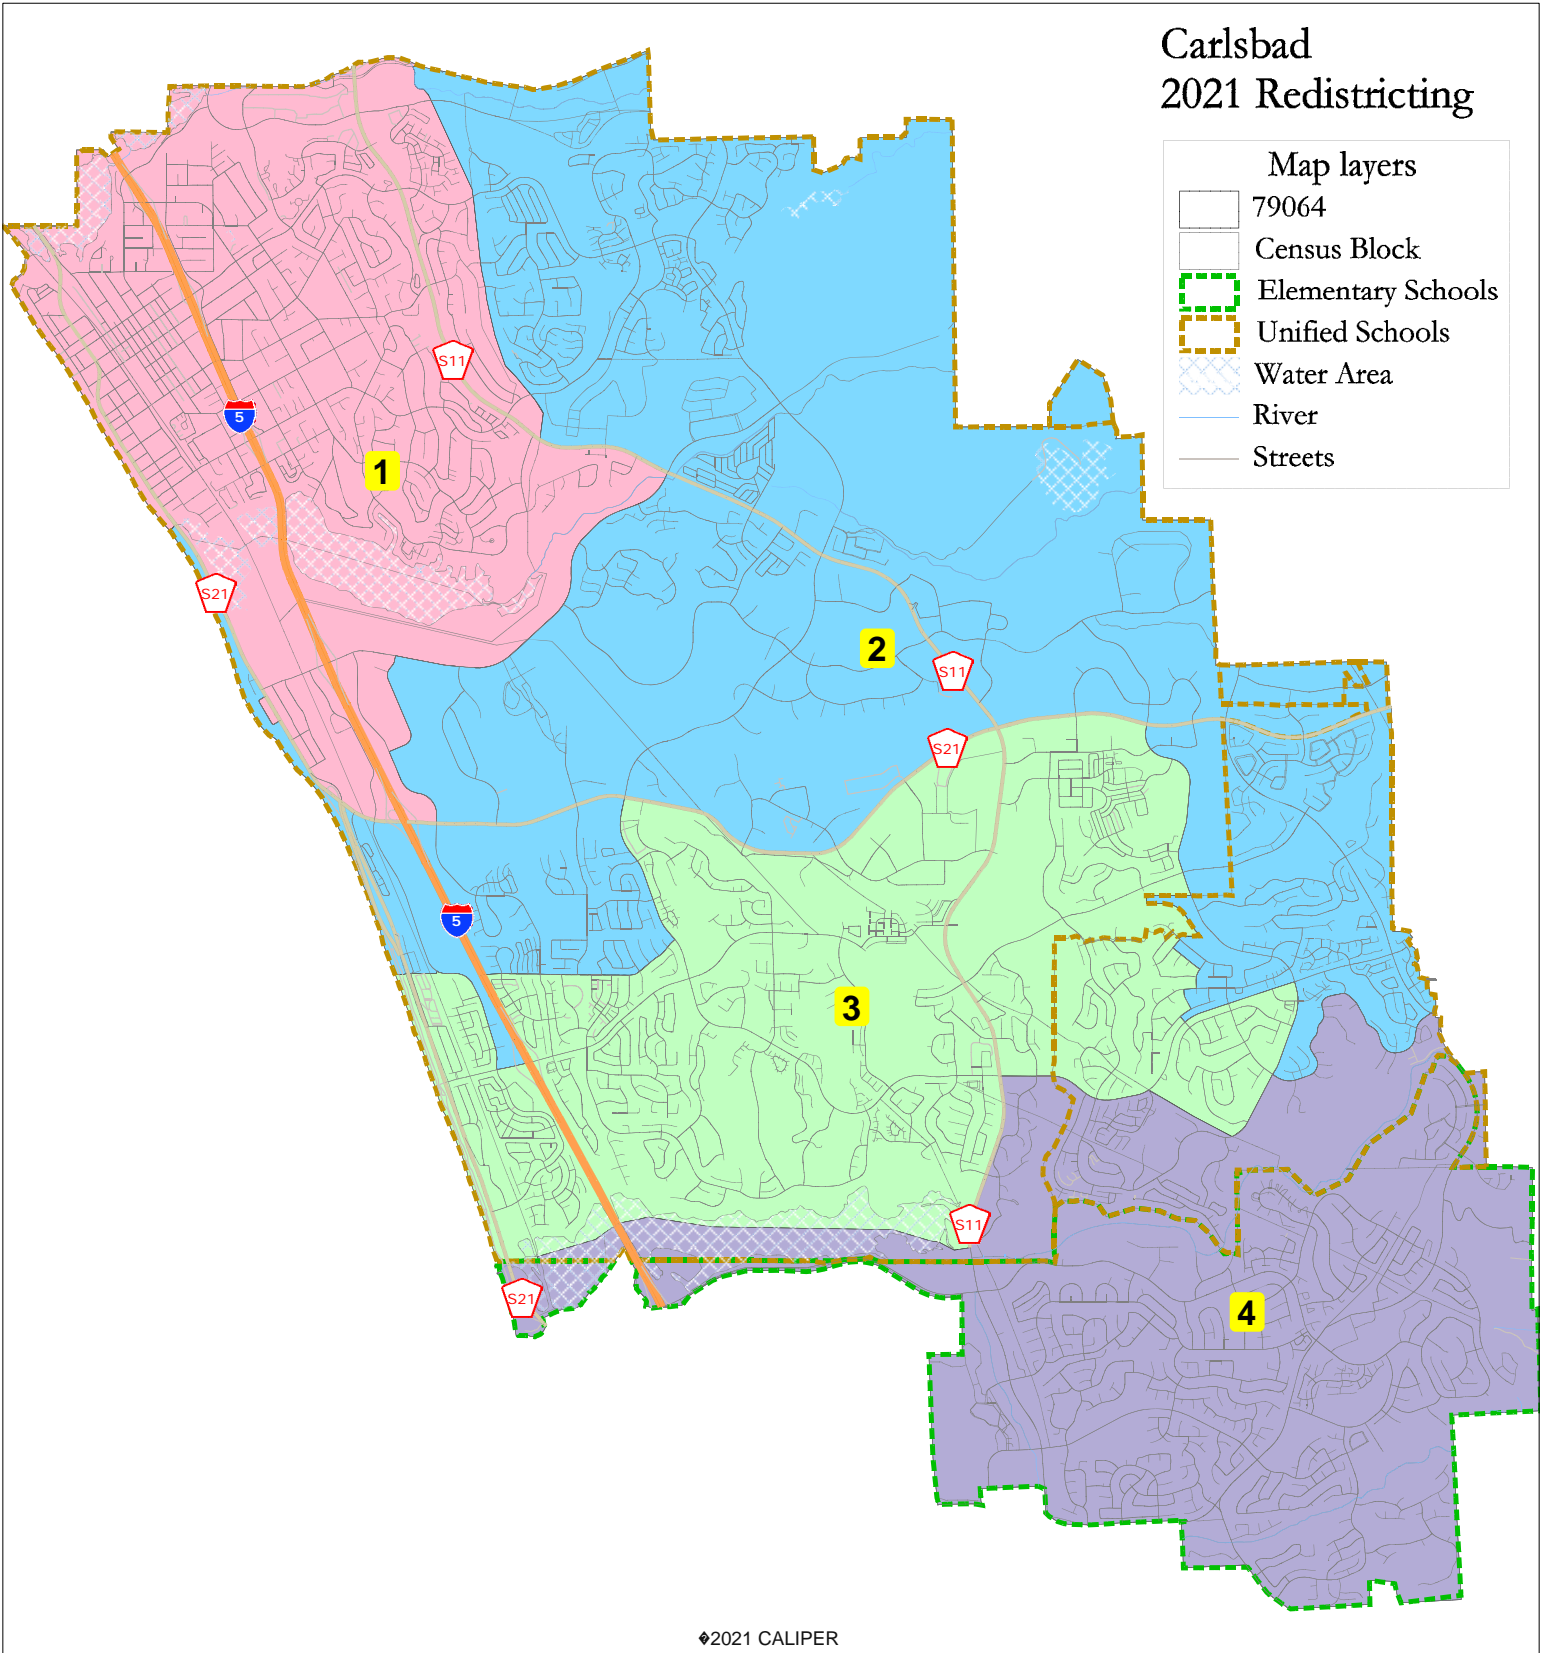 Carlsbad
2021 Redistricting
Map layers
79064
Census Block
Elementary Schools
Unified Schools
Water Area
River
Streets
S11
5
1
S21
2
S11
S21
5
3
S11
S21
4
�2021 CALIPER